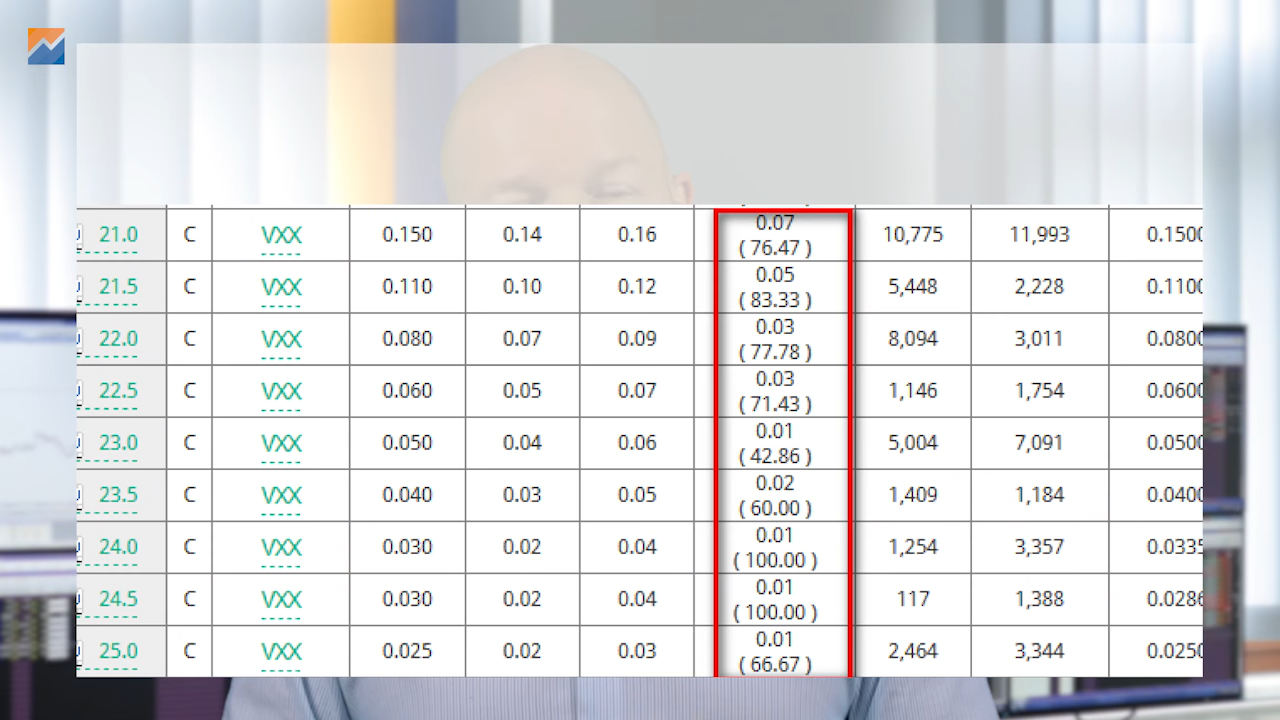 0.07
21.0 C VXX 0.150 0.14 0.16 ( 76.47 ) 10,775 11,993 0.1500
0.05
21.5 C VXX 0.110 0.10 0.12 ( 83.33 ) 5,448 2,228 0.1100
0.03
22.0 C VXX 0.080 0.07 0.09 ( 77.78 ) 8,094 3,011 0.0800
0.03
22.5 C VXX 0.060 0.05 0.07 ( 71.43 ) 1,146 1,754 0.0600
0.01
23.0 C VXX 0.050 0.04 0.06 ( 42.86 ) 5,004 7,091 0.0500
0.02
23.5 C VXX 0.040 0.03 0.05 ( 60.00 ) 1,409 1,184 0.0400
0.01
24.0 C VXX 0.030 0.02 0.04 ( 100.00 ) 1,254 3,357 0.0335
0.01
24.5 C VXX 0.030 0.02 0.04 ( 100.00 ) 117 1,388 0.0286
0.01
25.0 C VXX 0.025 0.02 0.03 ( 66.67 ) 2,464 3,344 0.0250